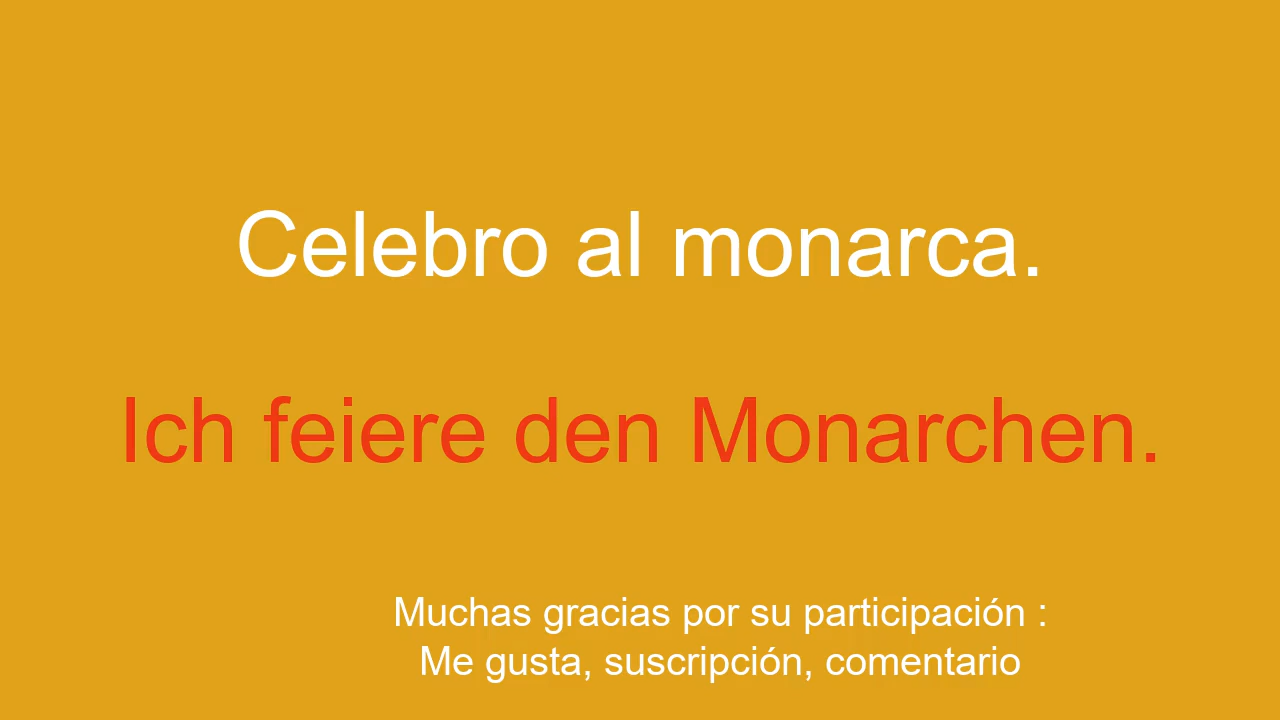 Celebro al monarca.
Ich feiere den Monarchen.
Muchas gracias por su participación :
Me gusta, suscripción, comentario